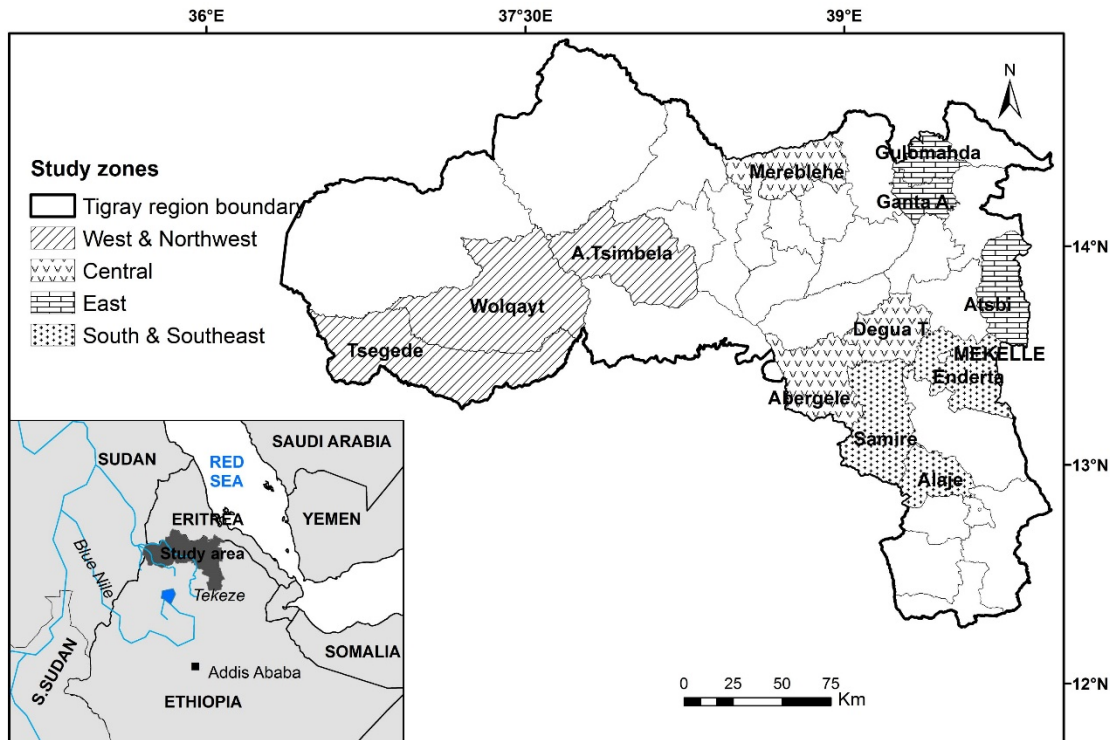 36°E
37°30'E
39°E
N
Study zones
Tigray region boundary
West & Northwest
Central
East
South & Southeast
Gulomahda
Mereblehe
Ganta A.
14°N
A.Tsimbela
Wolqayt
Atsbi
Degua T.
Tsegede
MEKELLE
Enderta
Abergele
Samire
13°N
Alaje
SUDAN
SAUDI ARABIA
RED
SEA
ERITREA
YEMEN
Study area
Blue Nile
Tekeze
SOMALIA
S.SUDAN
Addis Ababa
ETHIOPIA
0 25 50 75
Km
12°N